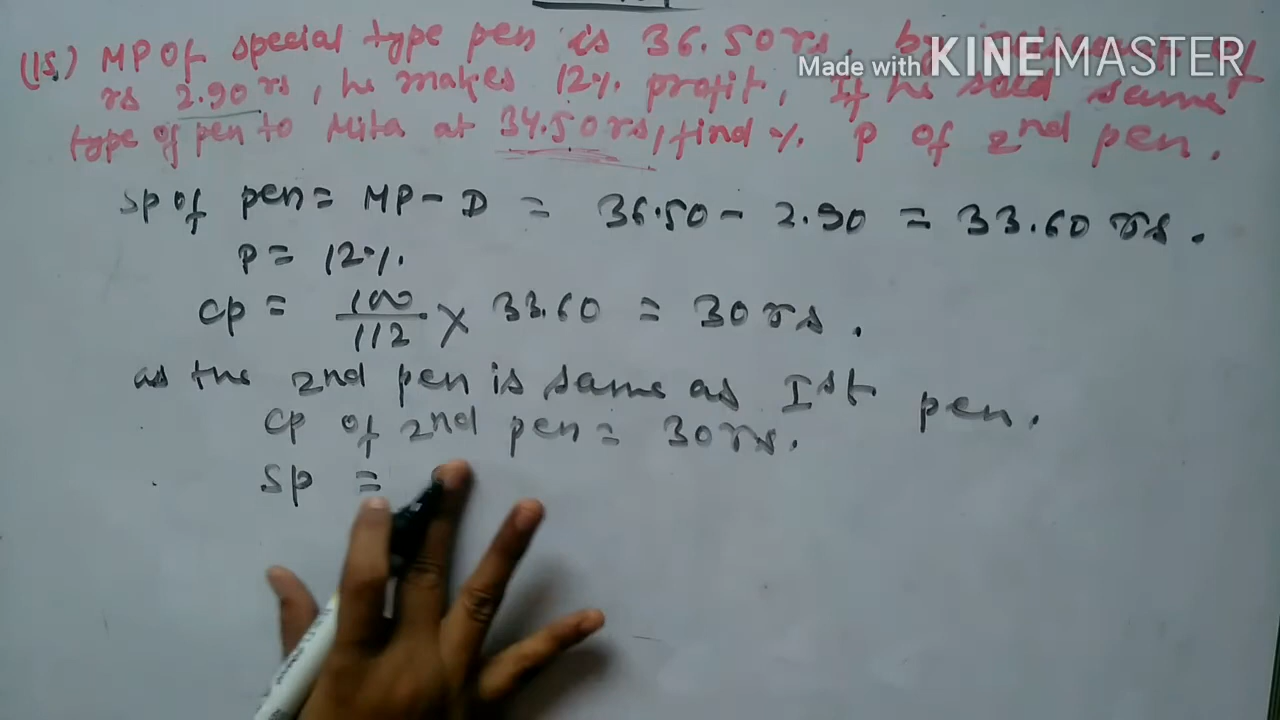 (15.) MP of special type pen is 36.50 rs, by
rs 2.90 rs, he makes 12% profit, If he sold same
type of pen to Mita at 34.50 rs, find % P of 2nd pen.
Made with KINEMASTER
SP of pen = MP - D = 36.50 - 2.90 = 33.60 rs.
P = 12%.
CP = 100/112 × 33.60 = 30 rs.
as the 2nd pen is same as Ist pen.
CP of 2nd pen = 30 rs.
SP =